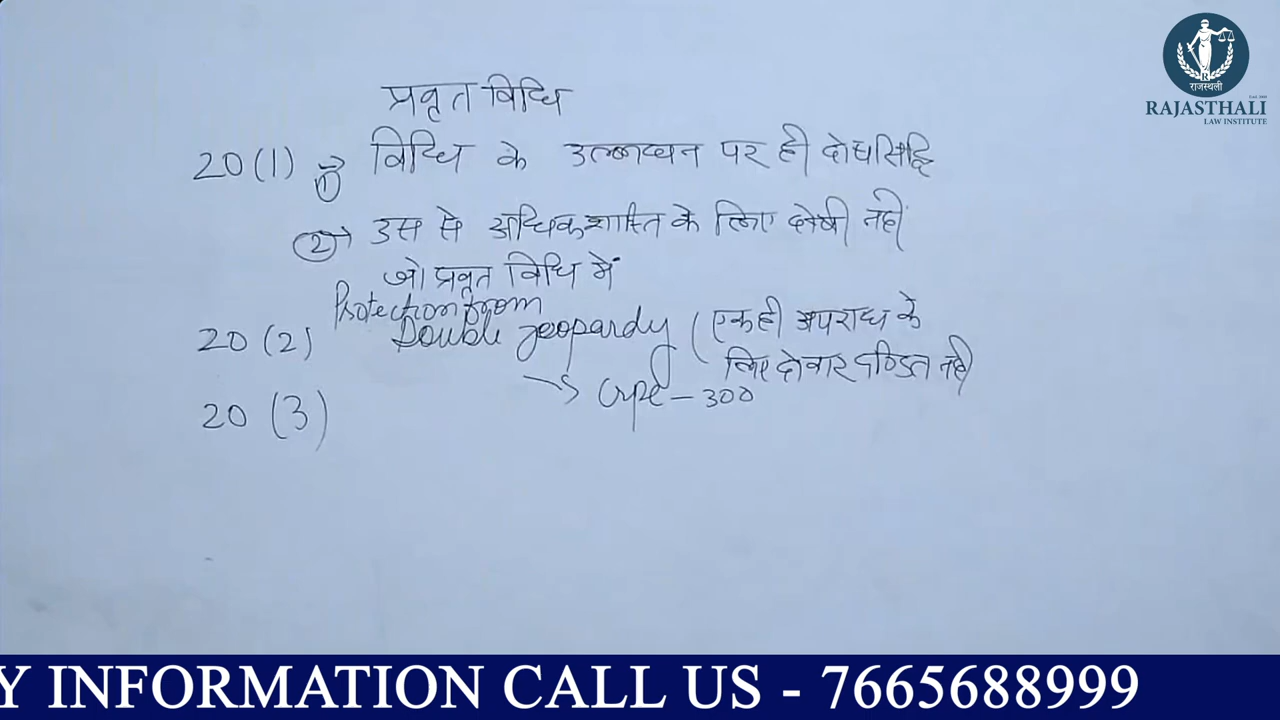 प्रवृत विधि
20(1) ① विधि के उल्लघ्घन पर ही दोषसिद्धि
② उस से अधिक शास्ति के लिए दोषी नहीं
जो प्रवृत विधि में
Protection from
20 (2) Double jeopardy ( एक ही अपराध के
लिए दो बार दण्डित नही
→ CrPC - 300
20 (3)
राजस्थली
RAJASTHALI
LAW INSTITUTE
Y INFORMATION CALL US - 7665688999